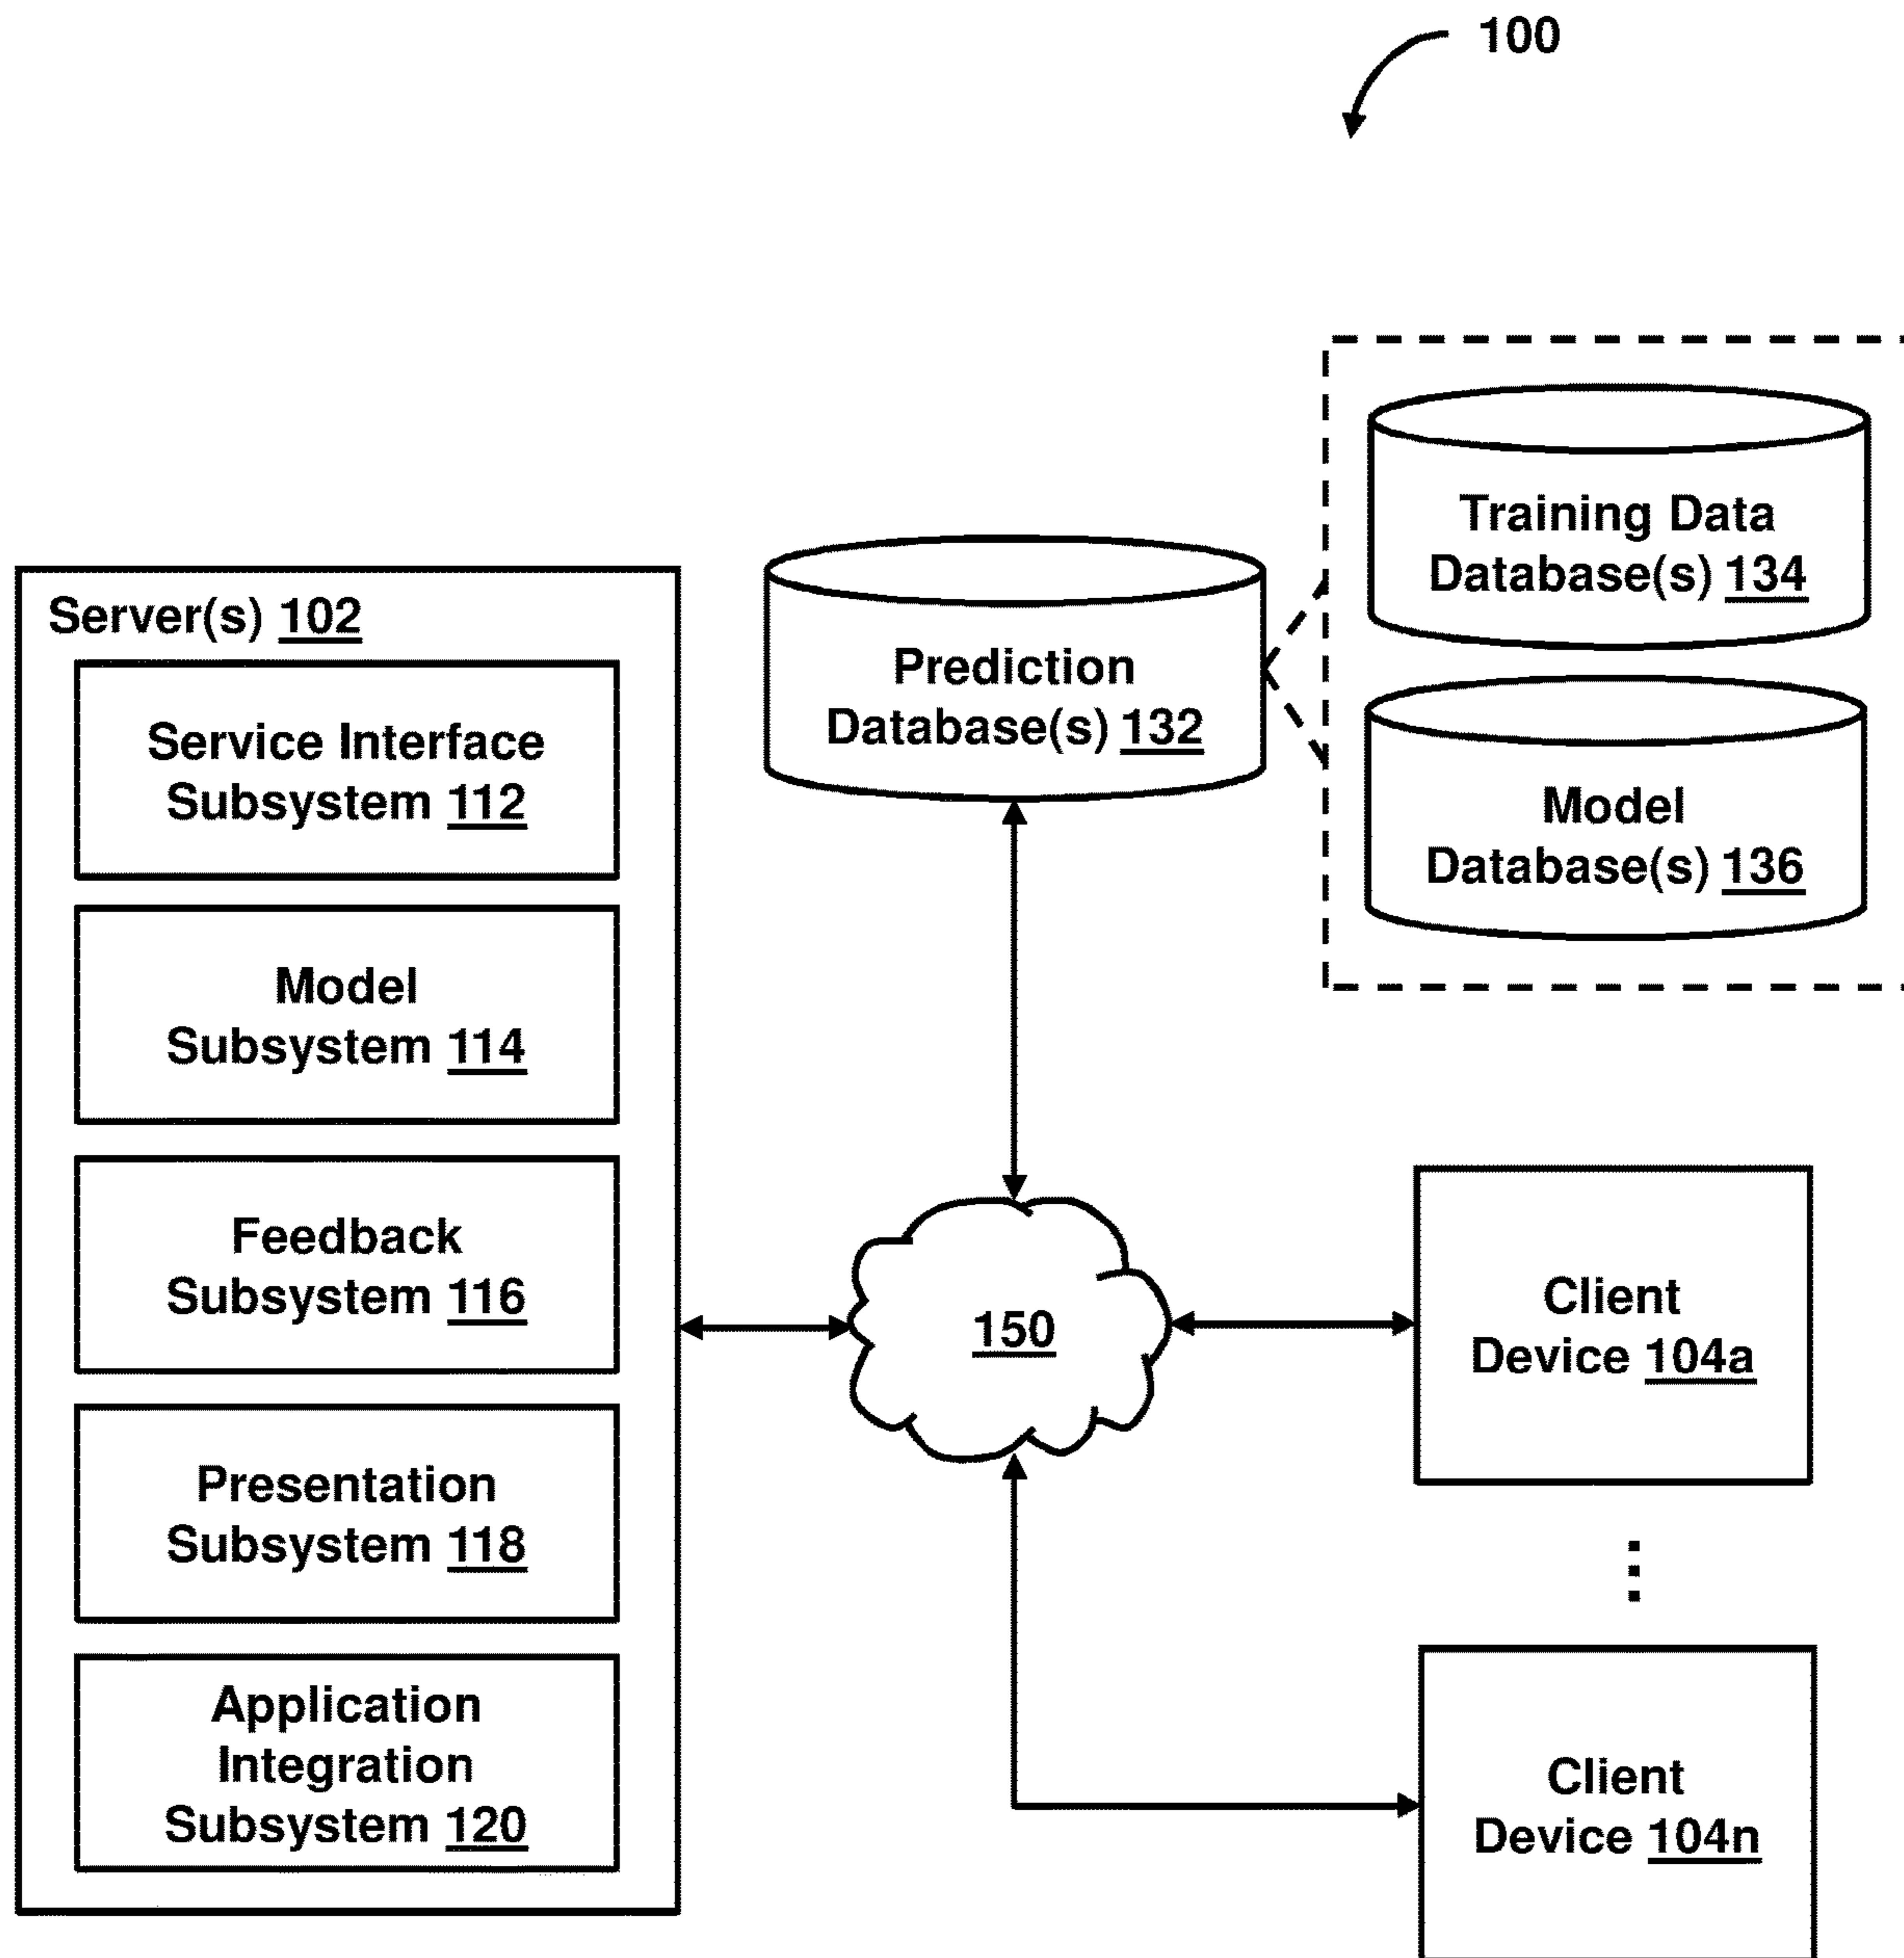 100
Server(s) 102
Service Interface
Subsystem 112
Model
Subsystem 114
Feedback
Subsystem 116
Presentation
Subsystem 118
Application
Integration
Subsystem 120
Prediction
Database(s) 132
Training Data
Database(s) 134
Model
Database(s) 136
150
Client
Device 104a
Client
Device 104n